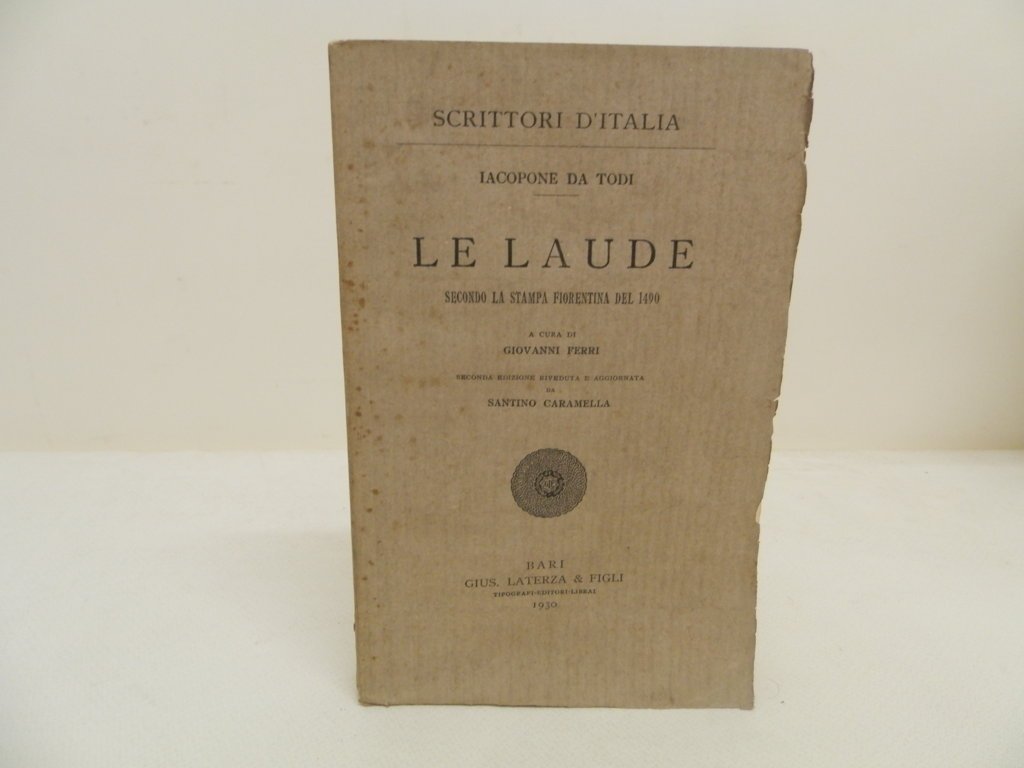 SCRITTORI D'ITALIA
IACOPONE DA TODI
LE LAUDE
SECONDO LA STAMPA FIORENTINA DEL 1490
A CURA DI
GIOVANNI FERRI
SECONDA EDIZIONE RIVEDUTA E AGGIORNATA
DA
SANTINO CARAMELLA
BARI
GIUS. LATERZA & FIGLI
TIPOGRAFI-EDITORI-LIBRAI
1930